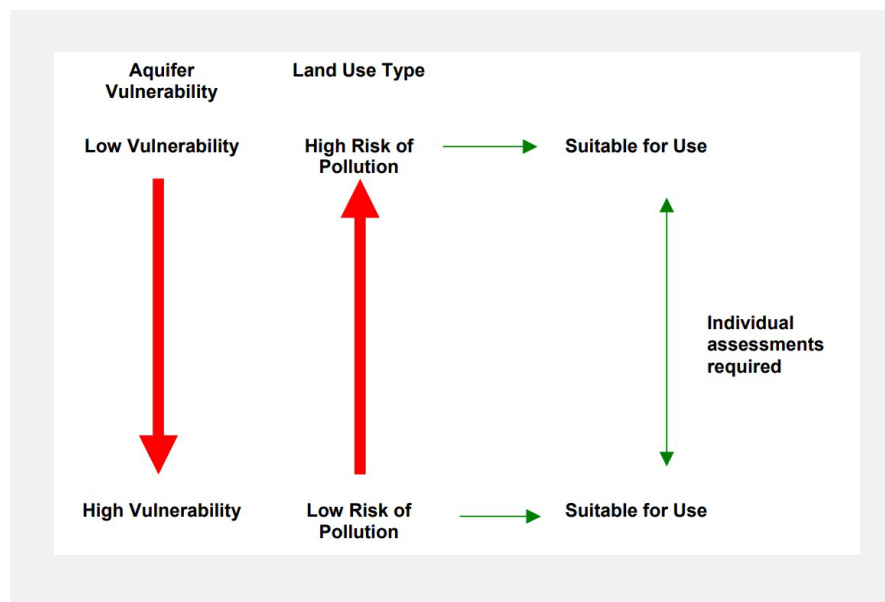 Aquifer
Vulnerability
Land Use Type
Low Vulnerability
High Risk of
Pollution
Suitable for Use
Individual
assessments
required
High Vulnerability
Low Risk of
Pollution
Suitable for Use